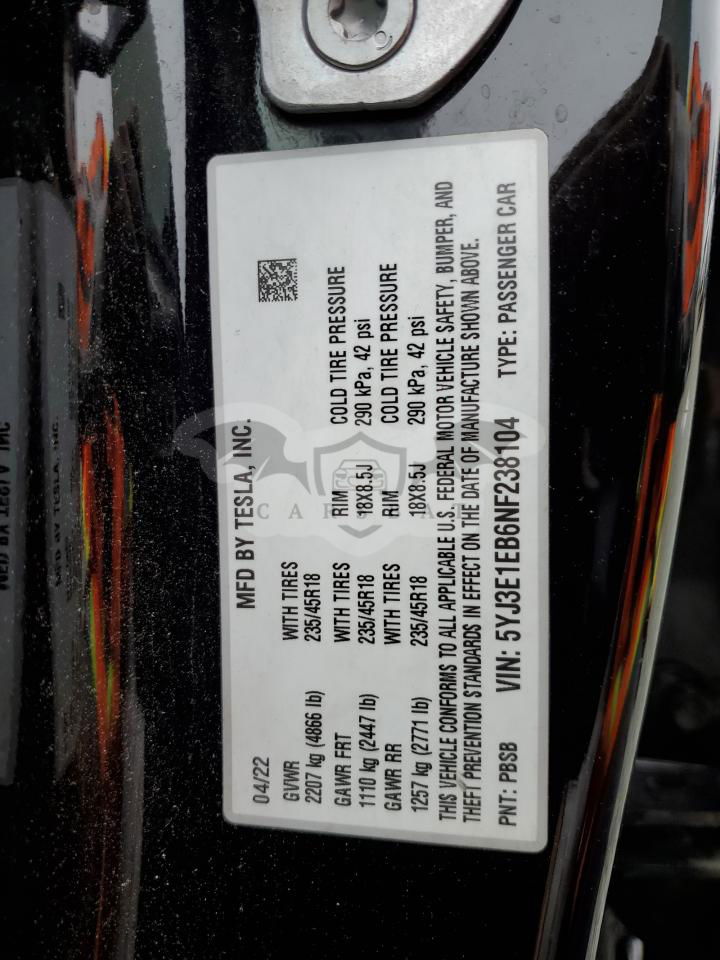 MFD BY TESLA, INC.
04/22
GVWR WITH TIRES
2207 kg (4866 lb) 235/45R18
GAWR FRT WITH TIRES RIM COLD TIRE PRESSURE
1110 kg (2447 lb) 235/45R18 18X8.5J 290 kPa, 42 psi
GAWR RR WITH TIRES RIM COLD TIRE PRESSURE
1257 kg (2771 lb) 235/45R18 18X8.5J 290 kPa, 42 psi
THIS VEHICLE CONFORMS TO ALL APPLICABLE U.S. FEDERAL MOTOR VEHICLE SAFETY, BUMPER, AND
THEFT PREVENTION STANDARDS IN EFFECT ON THE DATE OF MANUFACTURE SHOWN ABOVE.
PNT: PBSB VIN: 5YJ3E1EB6NF238104 TYPE: PASSENGER CAR